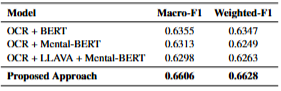 Model Macro-F1 Weighted-F1
OCR + BERT 0.6355 0.6347
OCR + Mental-BERT 0.6313 0.6249
OCR + LLAVA + Mental-BERT 0.6298 0.6263
Proposed Approach 0.6606 0.6628